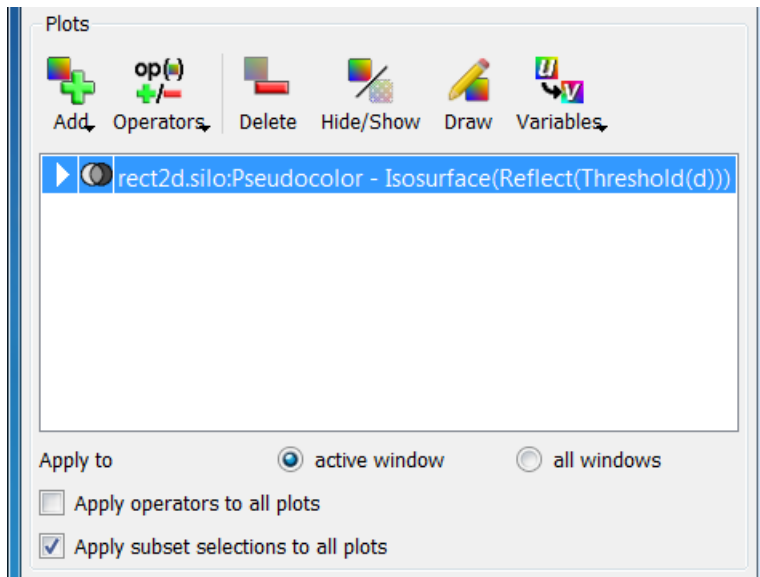 Plots
op()
+/-
U
V
Add Operators Delete Hide/Show Draw Variables
rect2d.silo:Pseudocolor - Isosurface(Reflect(Threshold(d)))
Apply to active window all windows
Apply operators to all plots
Apply subset selections to all plots